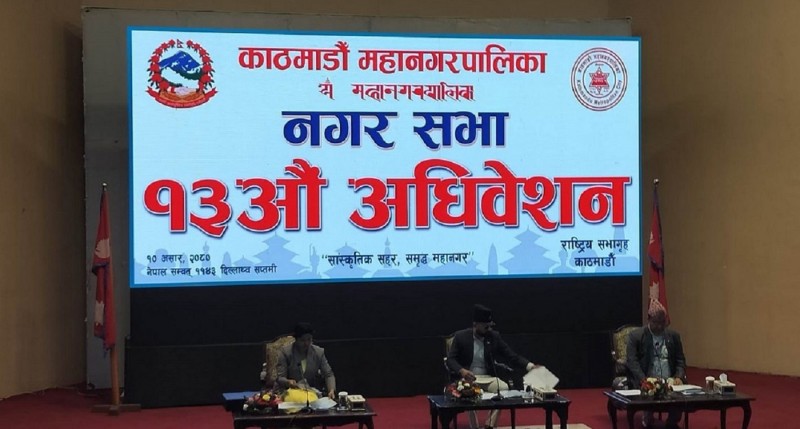 काठमाडौं महानगरपालिका
नगर सभा
१३औं अधिवेशन
१० असार, २०८०
नेपाल सम्वत् ११४३ दिल्लाथ्व सप्तमी
"सांस्कृतिक सहर, समृद्ध महानगर"
राष्ट्रिय सभागृह
काठमाडौं